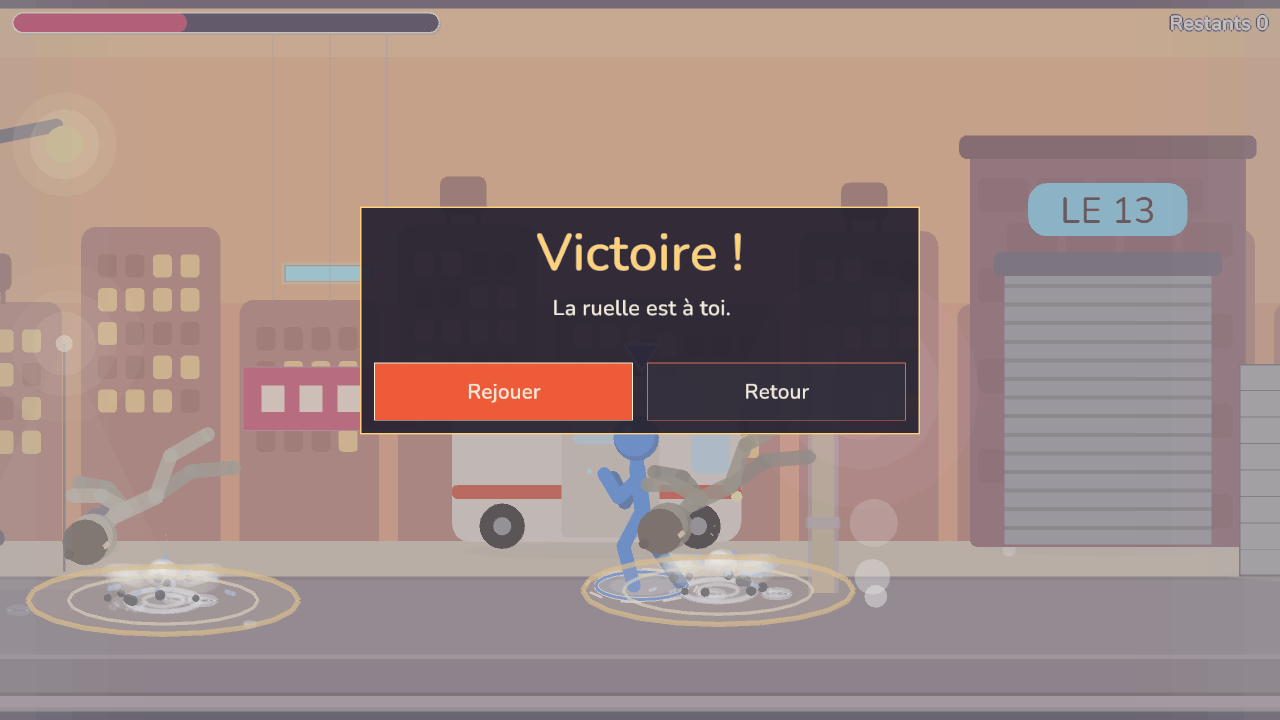 Restants 0
LE 13
Victoire !
La ruelle est à toi.
Rejouer
Retour